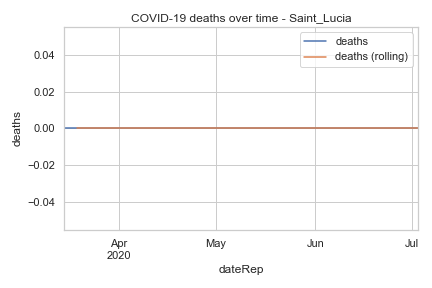 COVID-19 deaths over time - Saint_Lucia
deaths
deaths (rolling)
0.04
0.02
0.00
−0.02
−0.04
deaths
Apr
2020
May
Jun
Jul
dateRep